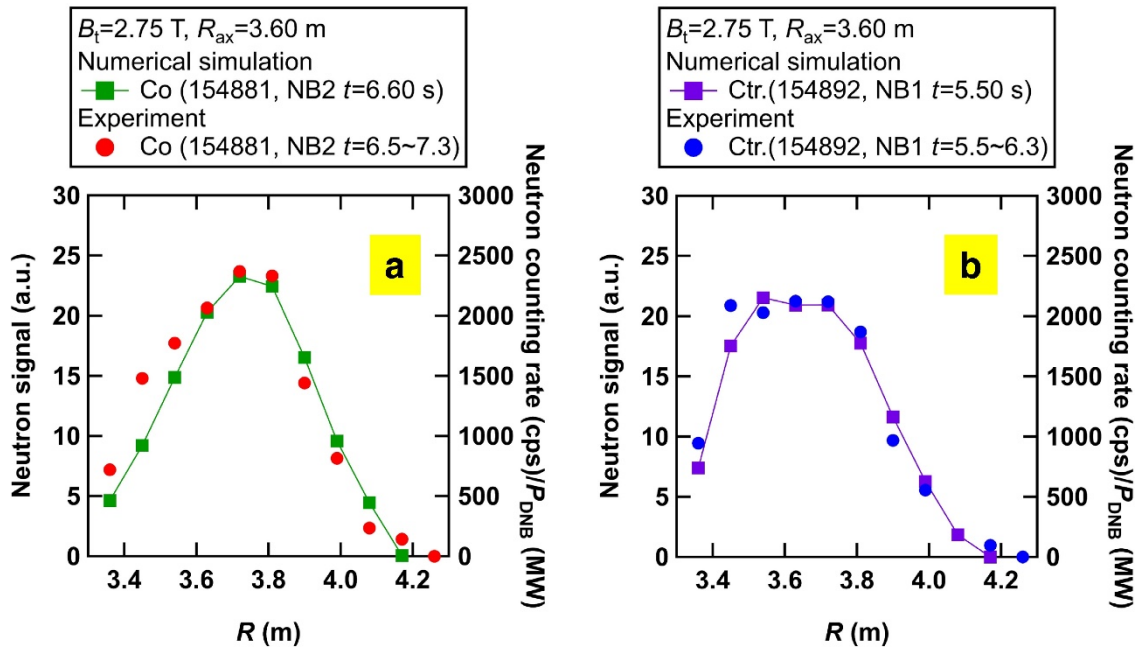 Bt=2.75 T, Rax=3.60 m
Numerical simulation
Co (154881, NB2 t=6.60 s)
Experiment
Co (154881, NB2 t=6.5~7.3)
Neutron signal (a.u.)
30
25
20
15
10
5
0
3.4
3.6
3.8
4.0
4.2
R (m)
3000
2500
2000
1500
1000
500
0
Neutron counting rate (cps)/PDNB (MW)
a
Bt=2.75 T, Rax=3.60 m
Numerical simulation
Ctr.(154892, NB1 t=5.50 s)
Experiment
Ctr.(154892, NB1 t=5.5~6.3)
Neutron signal (a.u.)
30
25
20
15
10
5
0
3.4
3.6
3.8
4.0
4.2
R (m)
3000
2500
2000
1500
1000
500
0
Neutron counting rate (cps)/PDNB (MW)
b